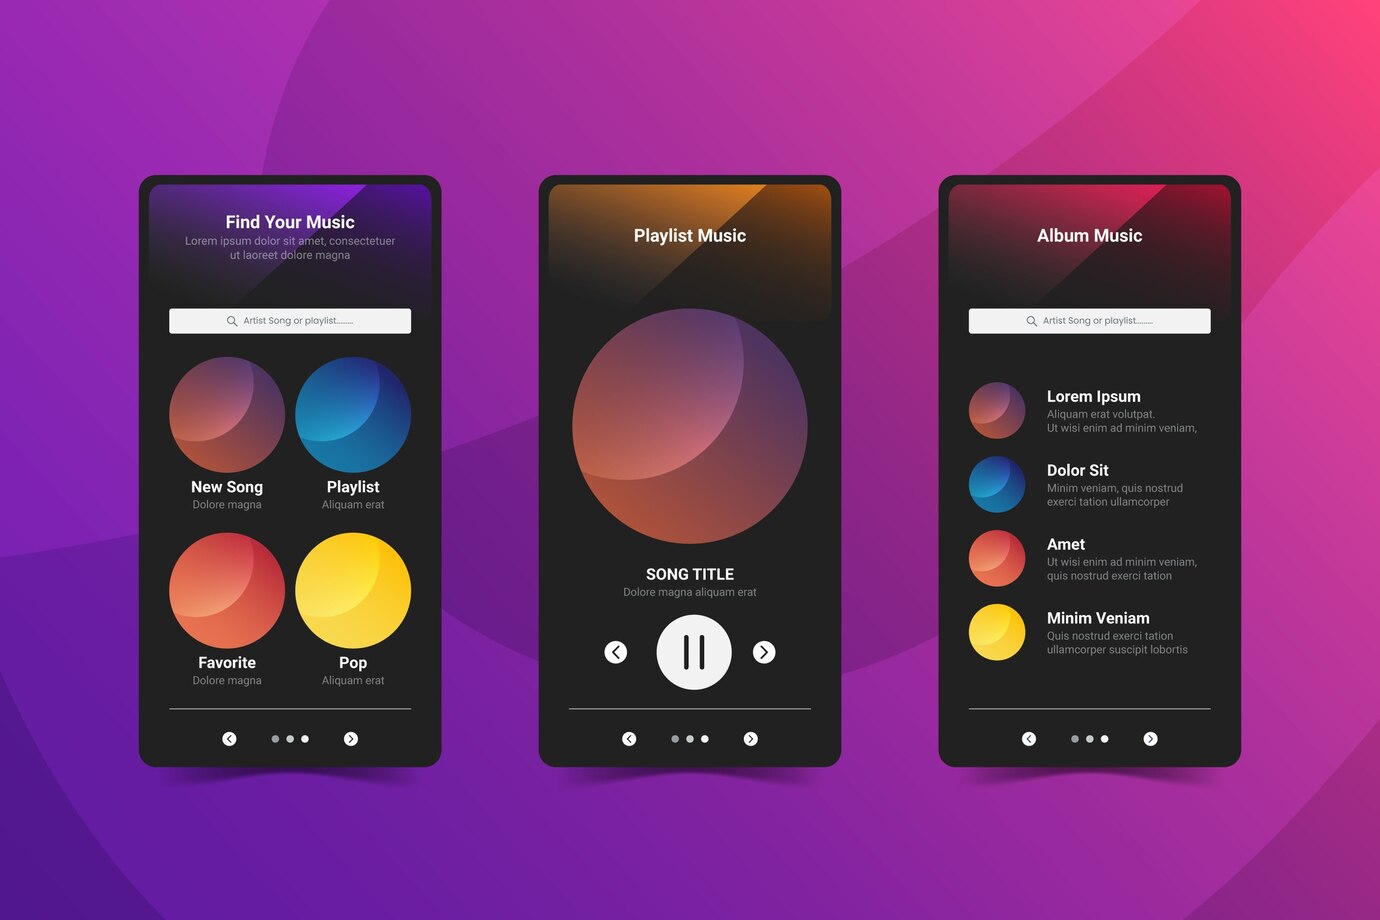 Find Your Music
Lorem ipsum dolor sit amet, consectetuer
ut laoreet dolore magna
Artist Song or playlist.........
New Song
Dolore magna
Playlist
Aliquam erat
Favorite
Dolore magna
Pop
Aliquam erat
Playlist Music
SONG TITLE
Dolore magna aliquam erat
Album Music
Artist Song or playlist.........
Lorem Ipsum
Aliquam erat volutpat.
Ut wisi enim ad minim veniam,
Dolor Sit
Minim veniam, quis nostrud
exerci tation ullamcorper
Amet
Ut wisi enim ad minim veniam,
quis nostrud exerci tation
Minim Veniam
Quis nostrud exerci tation
ullamcorper suscipit lobortis